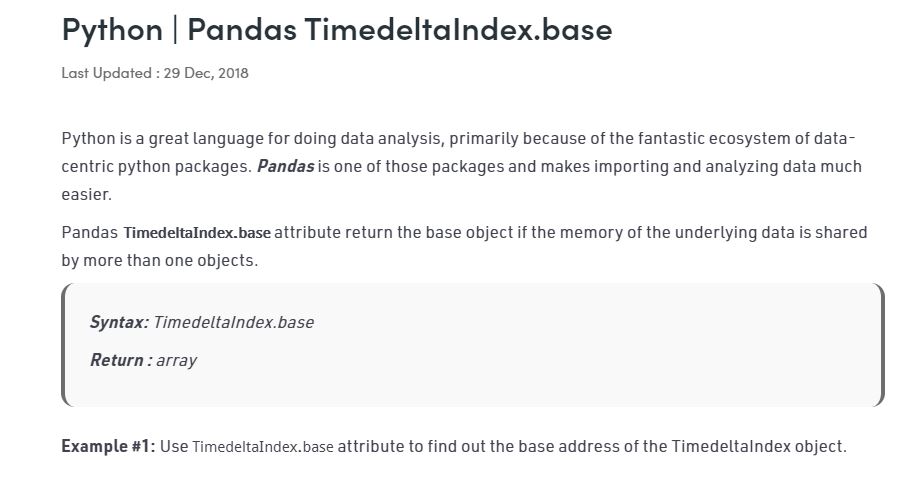 Python | Pandas TimedeltaIndex.base
Last Updated : 29 Dec, 2018
Python is a great language for doing data analysis, primarily because of the fantastic ecosystem of data-
centric python packages. Pandas is one of those packages and makes importing and analyzing data much
easier.
Pandas TimedeltaIndex.base attribute return the base object if the memory of the underlying data is shared
by more than one objects.
Syntax: TimedeltaIndex.base
Return : array
Example #1: Use TimedeltaIndex.base attribute to find out the base address of the TimedeltaIndex object.